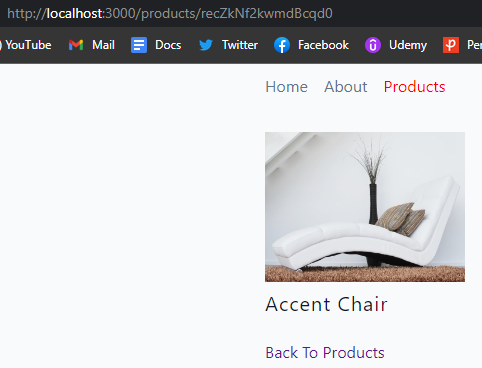 http://localhost:3000/products/recZkNf2kwmdBcqd0
YouTube Mail Docs Twitter Facebook Udemy
Home About Products
Accent Chair
Back To Products